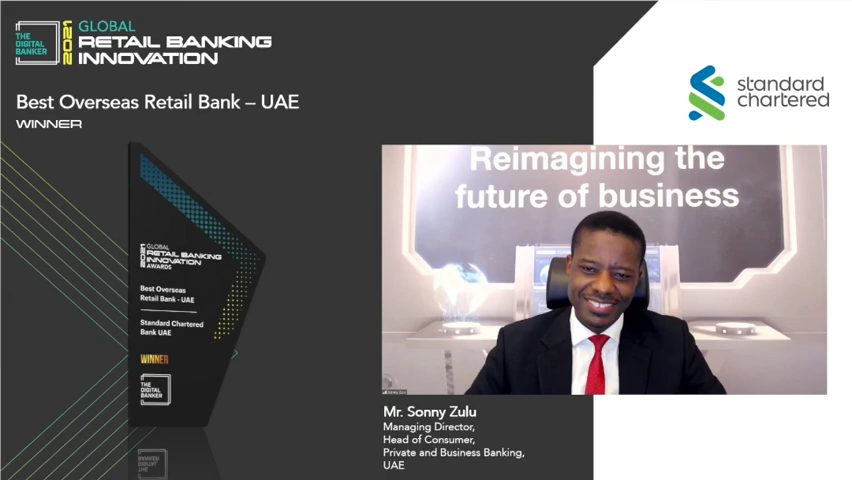 THE
DIGITAL
BANKER
2021
GLOBAL
RETAIL BANKING
INNOVATION
standard
chartered
Best Overseas Retail Bank – UAE
WINNER
Reimagining the
future of business
2021
GLOBAL
RETAIL BANKING
INNOVATION
AWARDS
Best Overseas
Retail Bank - UAE
Standard Chartered
Bank UAE
WINNER
THE
DIGITAL
BANKER
Sonny Zulu
Mr. Sonny Zulu
Managing Director,
Head of Consumer,
Private and Business Banking,
UAE